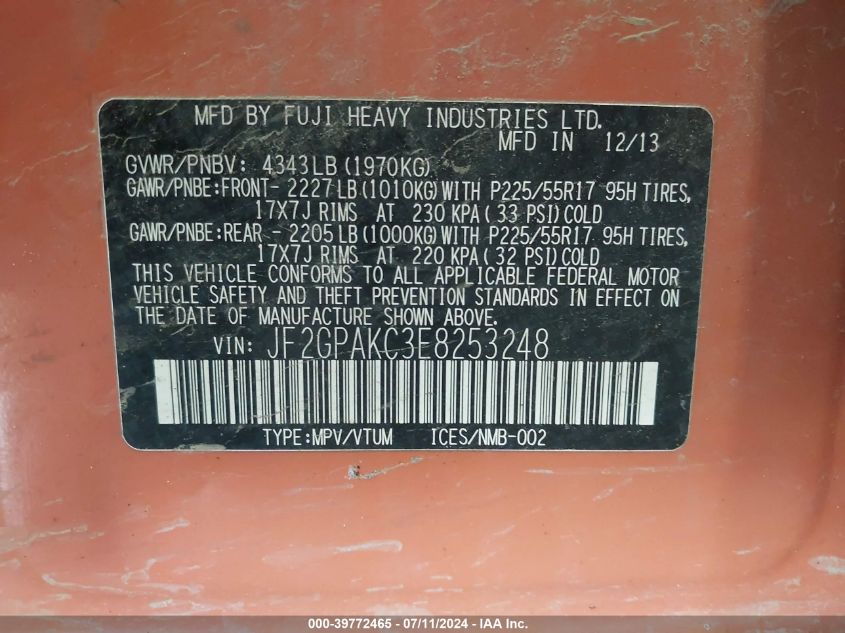 MFD BY FUJI HEAVY INDUSTRIES LTD.
MFD IN 12/13
GVWR/PNBV: 4343LB (1970KG)
GAWR/PNBE:FRONT- 2227 LB(1010KG) WITH P225/55R17 95H TIRES,
17X7J RIMS AT 230 KPA( 33 PSI) COLD
GAWR/PNBE:REAR - 2205 LB(1000KG) WITH P225/55R17 95H TIRES,
17X7J RIMS AT 220 KPA( 32 PSI) COLD
THIS VEHICLE CONFORMS TO ALL APPLICABLE FEDERAL MOTOR
VEHICLE SAFETY AND THEFT PREVENTION STANDARDS IN EFFECT ON
THE DATE OF MANUFACTURE SHOWN ABOVE.
VIN: JF2GPAKC3E8253248
TYPE:MPV/VTUM ICES/NMB-002
000-39772465 - 07/11/2024 - IAA Inc.